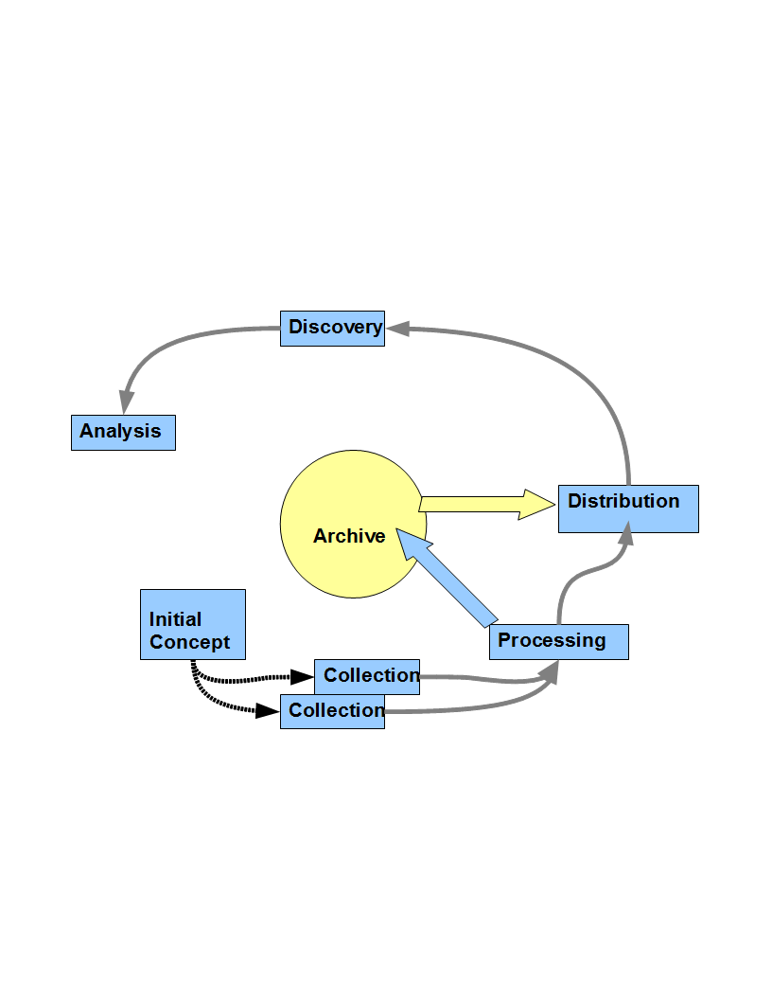 Discovery
Analysis
Distribution
Archive
Initial
Concept
Processing
Collection
Collection